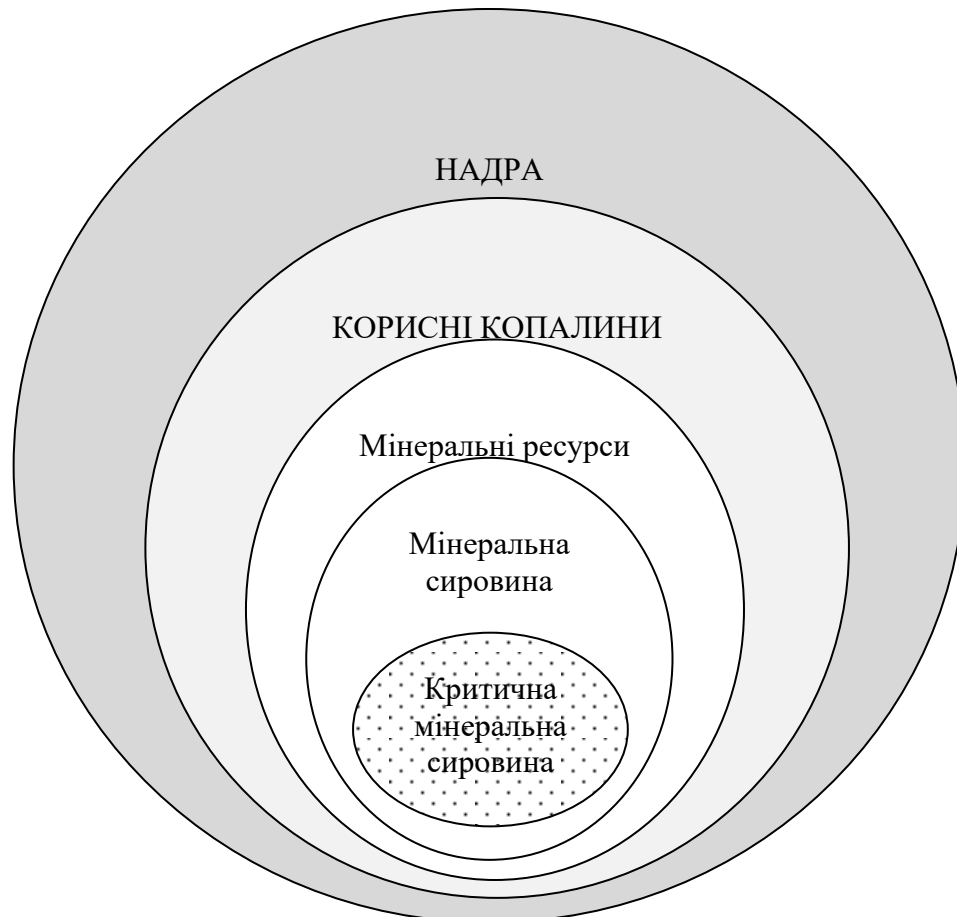 НАДРА
КОРИСНІ КОПАЛИНИ
Мінеральні ресурси
Мінеральна
сировина
Критична
мінеральна
сировина